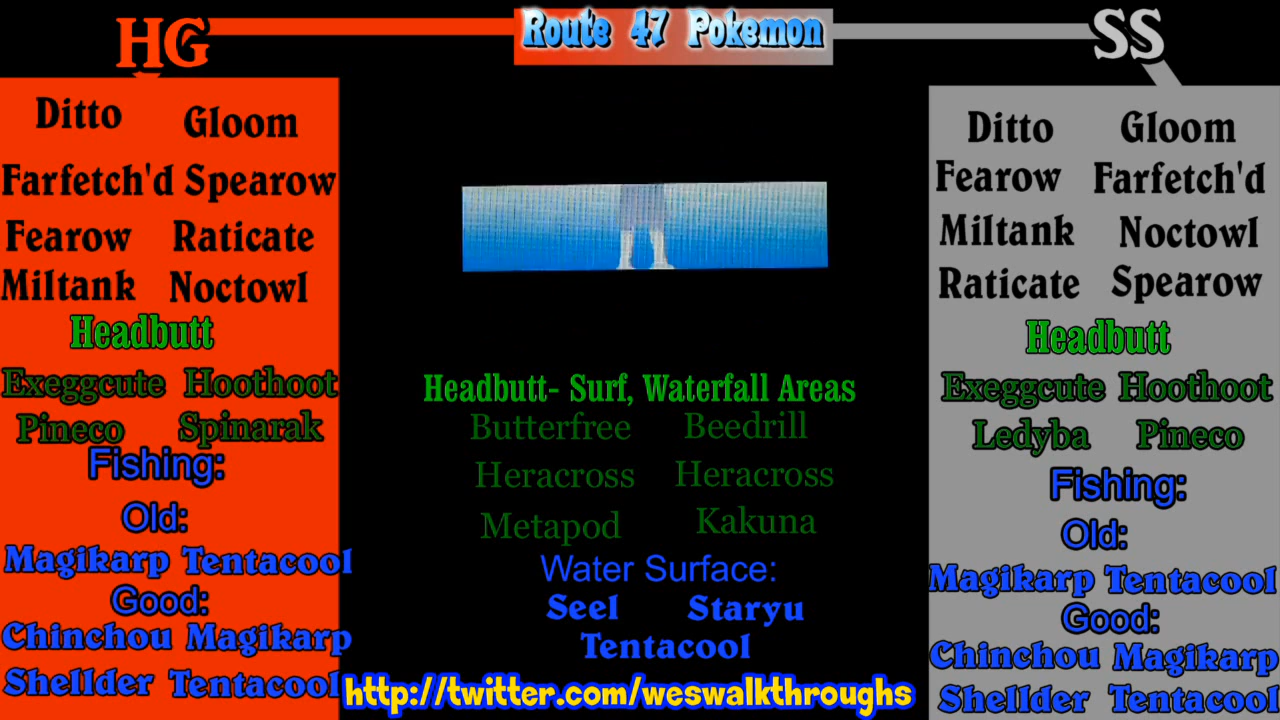 HG
Route 47 Pokemon
SS
Ditto Gloom
Farfetch'd Spearow
Fearow Raticate
Miltank Noctowl
Headbutt
Exeggcute Hoothoot
Pineco Spinarak
Fishing:
Old:
Magikarp Tentacool
Good:
Chinchou Magikarp
Shellder Tentacool
Headbutt- Surf, Waterfall Areas
Butterfree Beedrill
Heracross Heracross
Metapod Kakuna
Water Surface:
Seel Staryu
Tentacool
http://twitter.com/weswalkthroughs
Ditto Gloom
Fearow Farfetch'd
Miltank Noctowl
Raticate Spearow
Headbutt
Exeggcute Hoothoot
Ledyba Pineco
Fishing:
Old:
Magikarp Tentacool
Good:
Chinchou Magikarp
Shellder Tentacool